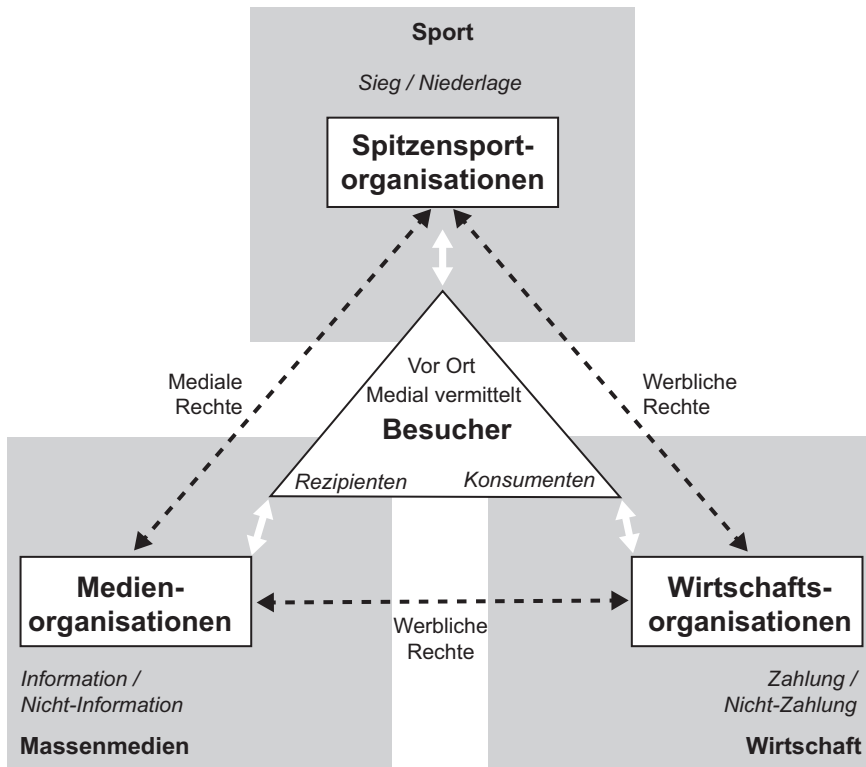 Sport
Sieg / Niederlage
Spitzensport-
organisationen
Vor Ort
Medial vermittelt
Besucher
Rezipienten
Konsumenten
Mediale
Rechte
Werbliche
Rechte
Medien-
organisationen
Werbliche
Rechte
Wirtschafts-
organisationen
Information /
Nicht-Information
Massenmedien
Zahlung /
Nicht-Zahlung
Wirtschaft